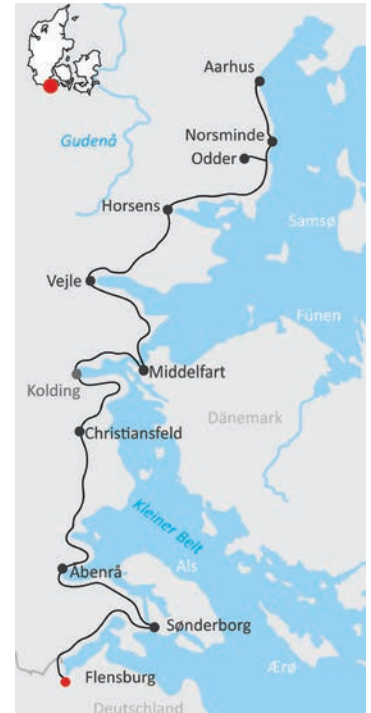 Aarhus
Gudenå
Norsminde
Odder
Horsens
Samsø
Vejle
Fünen
Middelfart
Kolding
Dänemark
Christiansfeld
Kleiner Belt
Als
Åbenrå
Sønderborg
Ærø
Flensburg
Deutschland